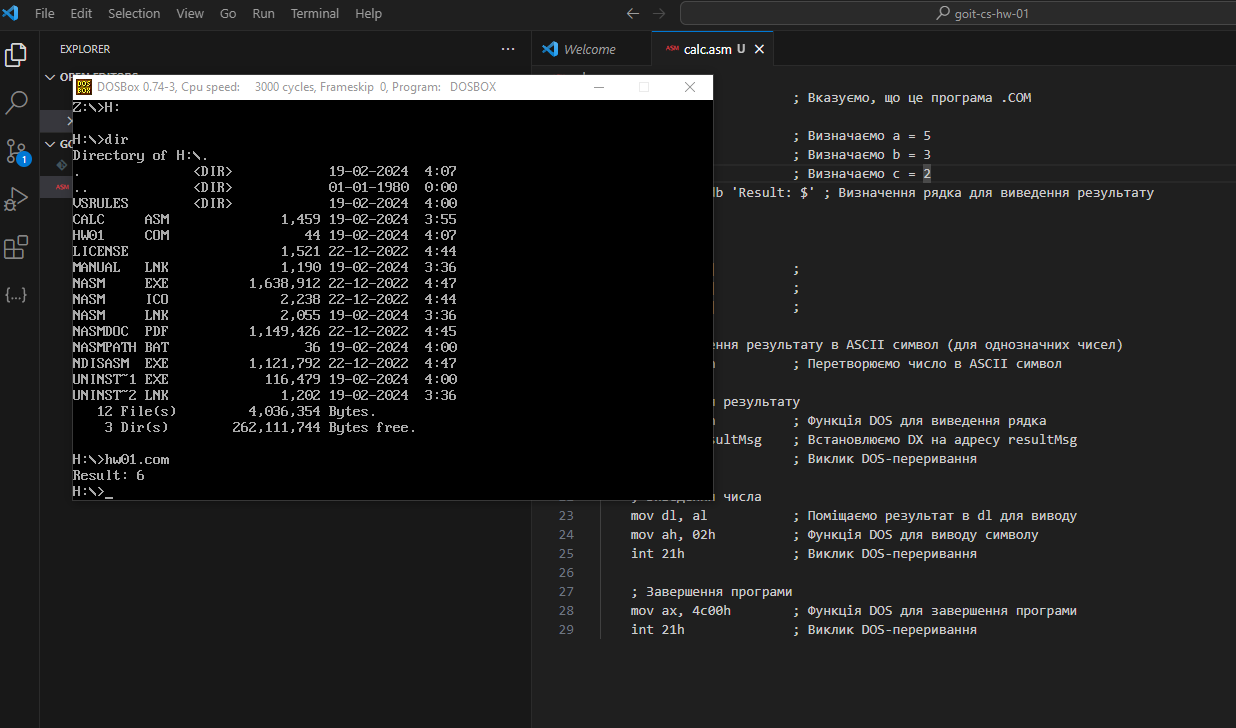 File Edit Selection View Go Run Terminal Help
goit-cs-hw-01
EXPLORER
Welcome
calc.asm U
DOSBox 0.74-3, Cpu speed: 3000 cycles, Frameskip 0, Program: DOSBOX
Z:\>H:
H:\>dir
Directory of H:\.
. <DIR> 19-02-2024 4:07
.. <DIR> 01-01-1980 0:00
VSRULES <DIR> 19-02-2024 4:00
CALC ASM 1,459 19-02-2024 3:55
HW01 COM 44 19-02-2024 4:07
LICENSE 1,521 22-12-2022 4:44
MANUAL LNK 1,190 19-02-2024 3:36
NASM EXE 1,638,912 22-12-2022 4:47
NASM ICO 2,238 22-12-2022 4:44
NASM LNK 2,055 19-02-2024 3:36
NASMDOC PDF 1,149,426 22-12-2022 4:45
NASMPATH BAT 36 19-02-2024 4:00
NDISASM EXE 1,121,792 22-12-2022 4:47
UNINST~1 EXE 116,479 19-02-2024 4:00
UNINST~2 LNK 1,202 19-02-2024 3:36
12 File(s) 4,036,354 Bytes.
3 Dir(s) 262,111,744 Bytes free.
H:\>hw01.com
Result: 6
H:\>_
1
ASM
ASM
{...}
; Вказуємо, що це програма .COM
; Визначаємо a = 5
; Визначаємо b = 3
; Визначаємо c = 2
db 'Result: $' ; Визначення рядка для виведення результату
;
;
;
результату в ASCII символ (для однозначних чисел)
; Перетворюємо число в ASCII символ
результату
; Функція DOS для виведення рядка
; Встановлюємо DX на адресу resultMsg
; Виклик DOS-переривання
числа
23 mov dl, al ; Поміщаємо результат в dl для виводу
24 mov ah, 02h ; Функція DOS для виводу символу
25 int 21h ; Виклик DOS-переривання
26
27 ; Завершення програми
28 mov ax, 4c00h ; Функція DOS для завершення програми
29 int 21h ; Виклик DOS-переривання